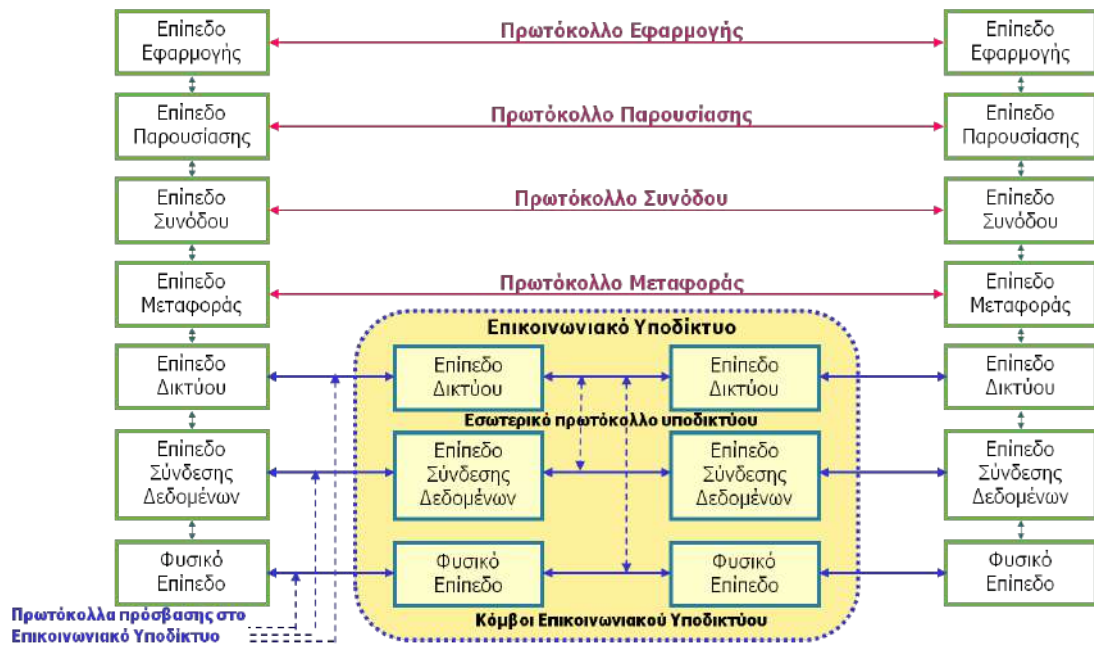 Επίπεδο
Εφαρμογής
Πρωτόκολλο Εφαρμογής
Επίπεδο
Εφαρμογής
Επίπεδο
Παρουσίασης
Πρωτόκολλο Παρουσίασης
Επίπεδο
Παρουσίασης
Επίπεδο
Συνόδου
Πρωτόκολλο Συνόδου
Επίπεδο
Συνόδου
Επίπεδο
Μεταφοράς
Πρωτόκολλο Μεταφοράς
Επίπεδο
Μεταφοράς
Επικοινωνιακό Υποδίκτυο
Επίπεδο
Δικτύου
Επίπεδο
Δικτύου
Επίπεδο
Δικτύου
Επίπεδο
Δικτύου
Εσωτερικό πρωτόκολλο υποδικτύου
Επίπεδο
Σύνδεσης
Δεδομένων
Επίπεδο
Σύνδεσης
Δεδομένων
Επίπεδο
Σύνδεσης
Δεδομένων
Επίπεδο
Σύνδεσης
Δεδομένων
Φυσικό
Επίπεδο
Φυσικό
Επίπεδο
Φυσικό
Επίπεδο
Φυσικό
Επίπεδο
Πρωτόκολλα πρόσβασης στο
Επικοινωνιακό Υποδίκτυο
Κόμβοι Επικοινωνιακού Υποδικτύου